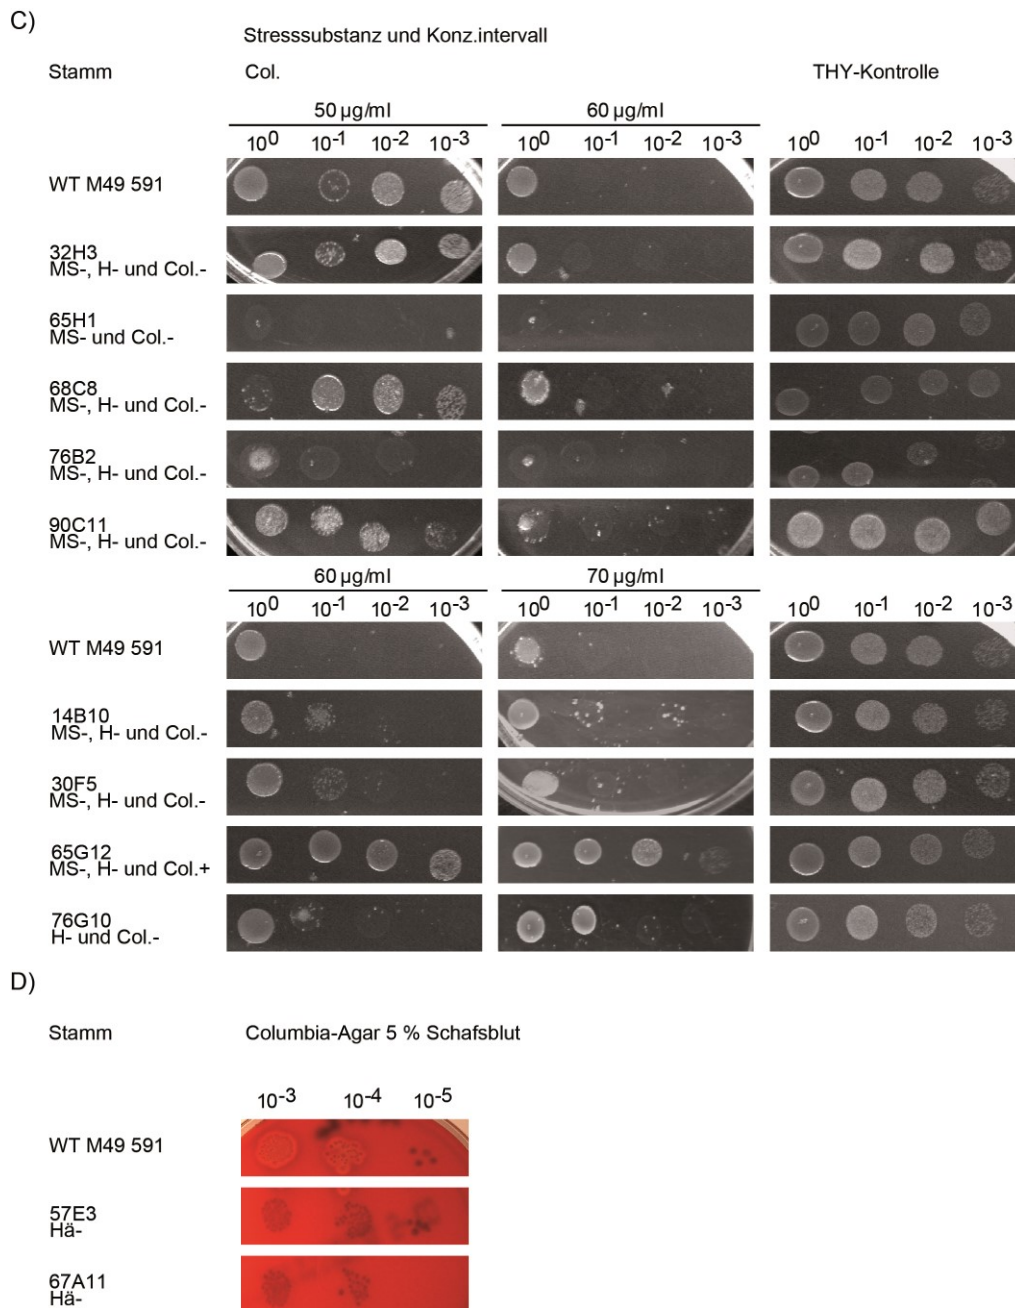 C)
Stresssubstanz und Konz.intervall
Stamm Col. THY-Kontrolle
50 µg/ml 60 µg/ml
10⁰ 10⁻¹ 10⁻² 10⁻³ 10⁰ 10⁻¹ 10⁻² 10⁻³ 10⁰ 10⁻¹ 10⁻² 10⁻³
WT M49 591
32H3
MS-, H- und Col.-
65H1
MS- und Col.-
68C8
MS-, H- und Col.-
76B2
MS-, H- und Col.-
90C11
MS-, H- und Col.-
60 µg/ml 70 µg/ml
10⁰ 10⁻¹ 10⁻² 10⁻³ 10⁰ 10⁻¹ 10⁻² 10⁻³ 10⁰ 10⁻¹ 10⁻² 10⁻³
WT M49 591
14B10
MS-, H- und Col.-
30F5
MS-, H- und Col.-
65G12
MS-, H- und Col.+
76G10
H- und Col.-
D)
Stamm Columbia-Agar 5 % Schafsblut
10⁻³ 10⁻⁴ 10⁻⁵
WT M49 591
57E3
Hä-
67A11
Hä-